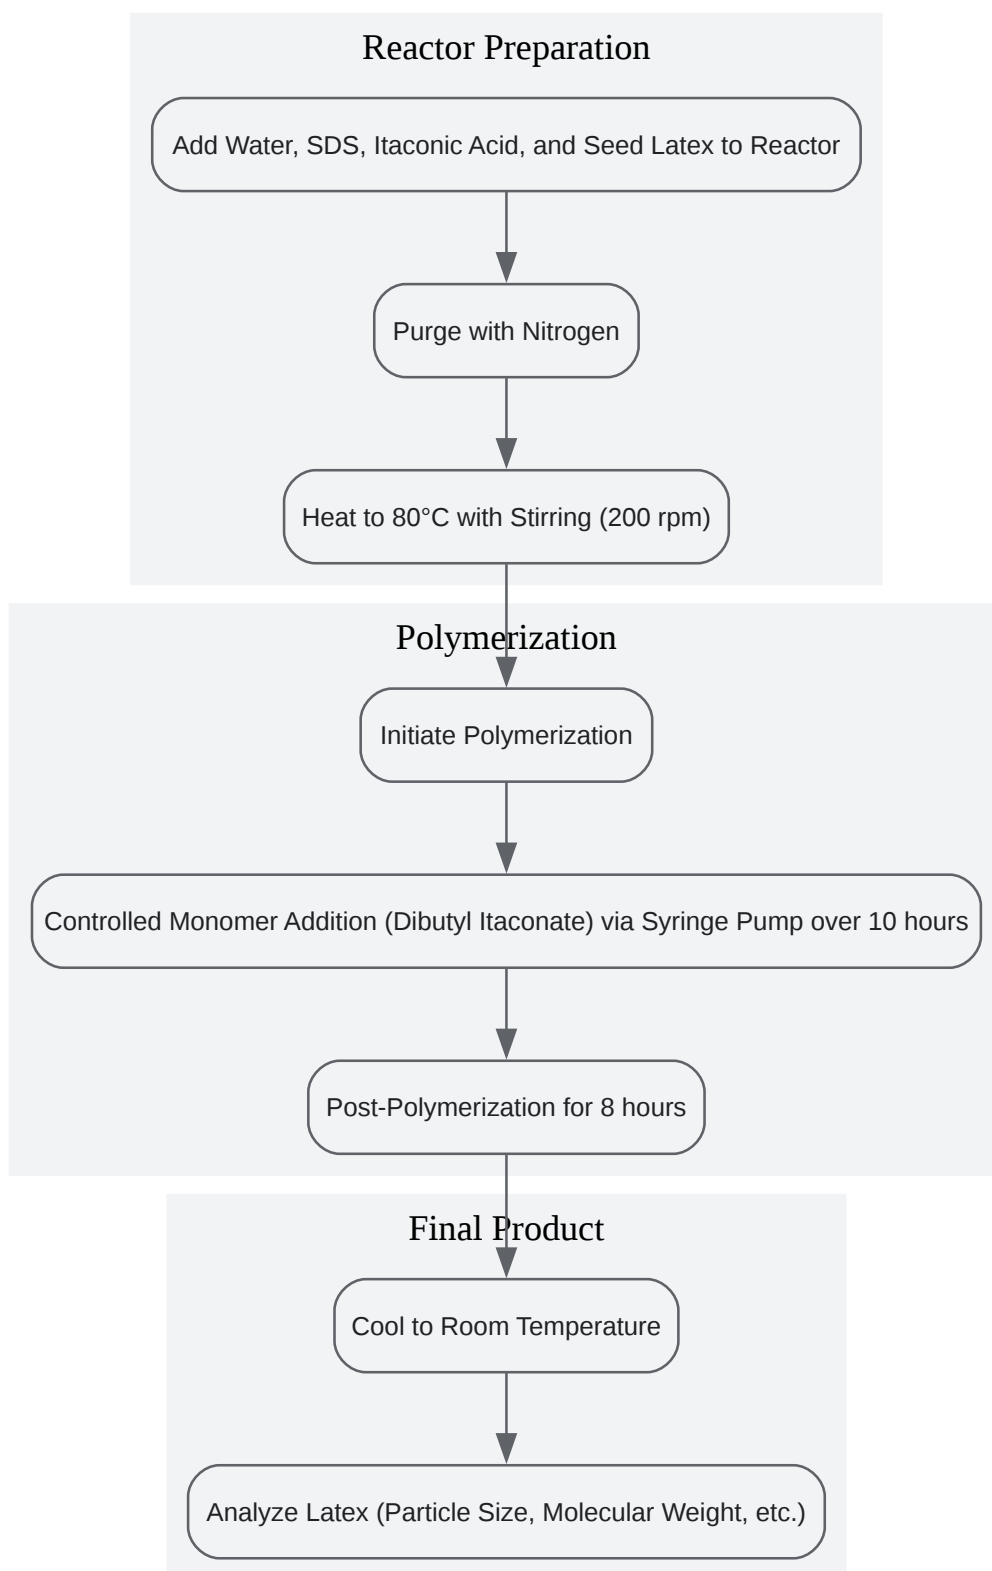 Reactor Preparation
Add Water, SDS, Itaconic Acid, and Seed Latex to Reactor
Purge with Nitrogen
Heat to 80°C with Stirring (200 rpm)
Polymerization
Initiate Polymerization
Controlled Monomer Addition (Dibutyl Itaconate) via Syringe Pump over 10 hours
Post-Polymerization for 8 hours
Final Product
Cool to Room Temperature
Analyze Latex (Particle Size, Molecular Weight, etc.)